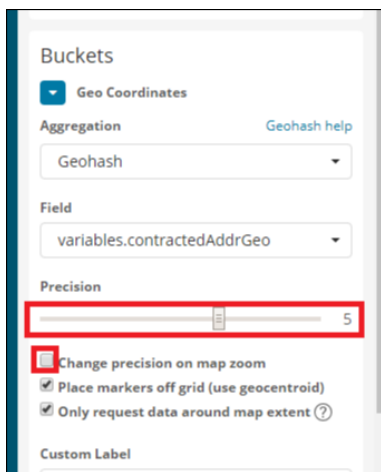 Buckets
Geo Coordinates
Aggregation Geohash help
Geohash
Field
variables.contractedAddrGeo
Precision
5
Change precision on map zoom
Place markers off grid (use geocentroid)
Only request data around map extent ?
Custom Label